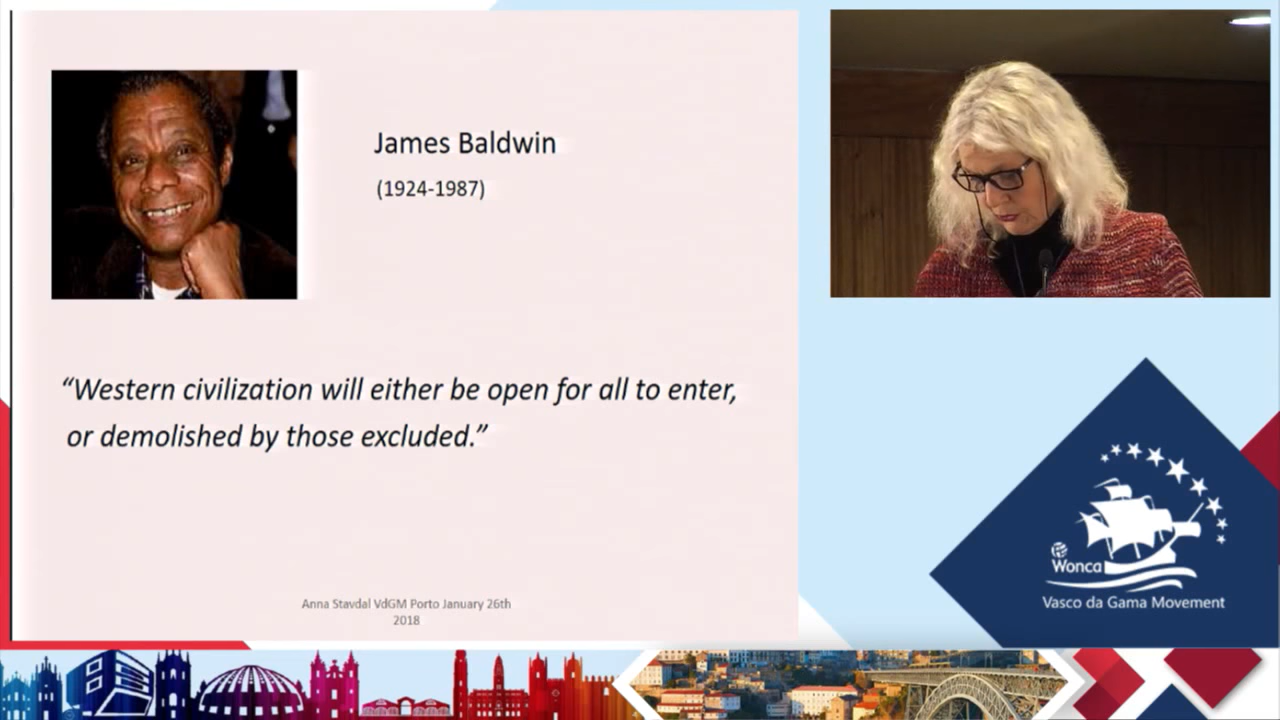 James Baldwin
(1924-1987)
“Western civilization will either be open for all to enter,
or demolished by those excluded.”
Anna Stavdal VdGM Porto January 26th
2018
Wonca
Vasco da Gama Movement